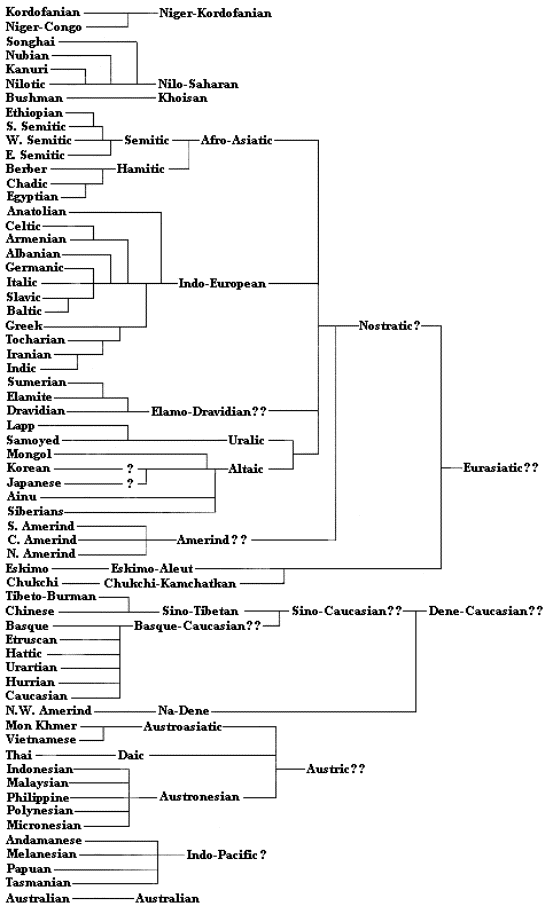 Kordofanian Niger-Kordofanian
Niger-Congo
Songhai
Nubian
Kanuri
Nilotic Nilo-Saharan
Bushman Khoisan
Ethiopian
S. Semitic
W. Semitic Semitic Afro-Asiatic
E. Semitic
Berber Hamitic
Chadic
Egyptian
Anatolian
Celtic
Armenian
Albanian
Germanic
Italic Indo-European
Slavic
Baltic
Greek Nostratic?
Tocharian
Iranian
Indic
Sumerian
Elamite
Dravidian Elamo-Dravidian??
Lapp
Samoyed Uralic
Mongol
Korean ? Altaic Eurasiatic??
Japanese ?
Ainu
Siberians
S. Amerind
C. Amerind Amerind??
N. Amerind
Eskimo Eskimo-Aleut
Chukchi Chukchi-Kamchatkan
Tibeto-Burman
Chinese Sino-Tibetan Sino-Caucasian?? Dene-Caucasian??
Basque Basque-Caucasian??
Etruscan
Hattic
Urartian
Hurrian
Caucasian
N.W. Amerind Na-Dene
Mon Khmer Austroasiatic
Vietnamese
Thai Daic
Indonesian Austric??
Malaysian
Philippine Austronesian
Polynesian
Micronesian
Andamanese
Melanesian Indo-Pacific?
Papuan
Tasmanian
Australian Australian